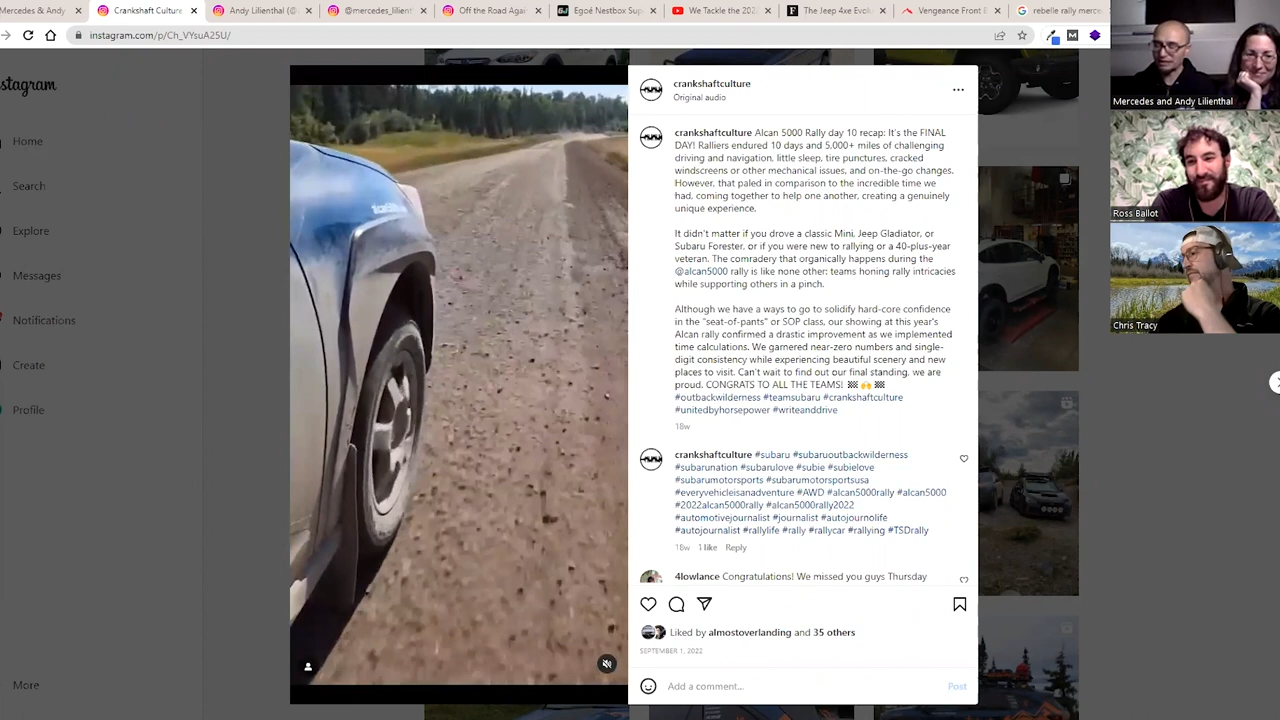 Mercedes & Andy
Crankshaft Culture
Andy Lilienthal (@
@mercedes_lilient
Off the Road Again
Egoé Nestbox Sup
We Tackle the 202
The Jeep 4xe Evolu
Vengeance Front R
rebelle rally merce
instagram.com/p/Ch_VYsuA25U/
nstagram
Home
Search
Explore
Messages
Notifications
Create
Profile
More
crankshaftculture
Original audio
crankshaftculture Alcan 5000 Rally day 10 recap: It's the FINAL
DAY! Ralliers endured 10 days and 5,000+ miles of challenging
driving and navigation, little sleep, tire punctures, cracked
windscreens or other mechanical issues, and on-the-go changes.
However, that paled in comparison to the incredible time we
had, coming together to help one another, creating a genuinely
unique experience.
It didn't matter if you drove a classic Mini, Jeep Gladiator, or
Subaru Forester, or if you were new to rallying or a 40-plus-year
veteran. The comradery that organically happens during the
@alcan5000 rally is like none other: teams honing rally intricacies
while supporting others in a pinch.
Although we have a ways to go to solidify hard-core confidence
in the "seat-of-pants" or SOP class, our showing at this year's
Alcan rally confirmed a drastic improvement as we implemented
time calculations. We garnered near-zero numbers and single-
digit consistency while experiencing beautiful scenery and new
places to visit. Can't wait to find out our final standing, we are
proud. CONGRATS TO ALL THE TEAMS! 🏁 🙌 🏁
#outbackwilderness #teamsubaru #crankshaftculture
#unitedbyhorsepower #writeanddrive
18w
crankshaftculture #subaru #subaruoutbackwilderness
#subarunation #subarulove #subie #subielove
#subarumotorsports #subarumotorsportsusa
#everyvehicleisanadventure #AWD #alcan5000rally #alcan5000
#2022alcan5000rally #alcan5000rally2022
#automotivejournalist #journalist #autojournolife
#autojournalist #rallylife #rally #rallycar #rallying #TSDrally
18w 1 like Reply
4lowlance Congratulations! We missed you guys Thursday
Liked by almostoverlanding and 35 others
SEPTEMBER 1, 2022
Add a comment...
Post
Mercedes and Andy Lilienthal
Ross Ballot
Chris Tracy